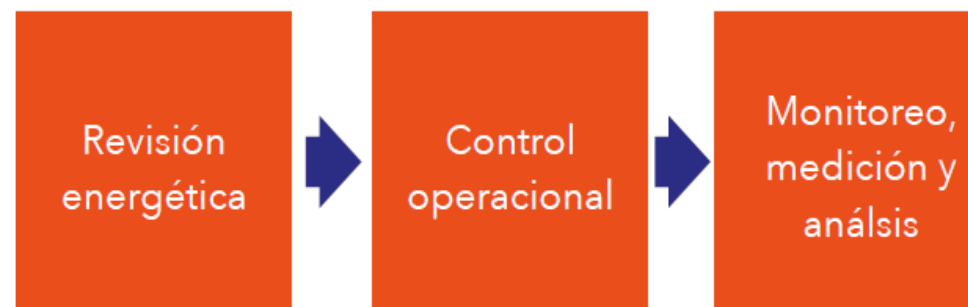 Revisión
energética
Control
operacional
Monitoreo,
medición y
análsis